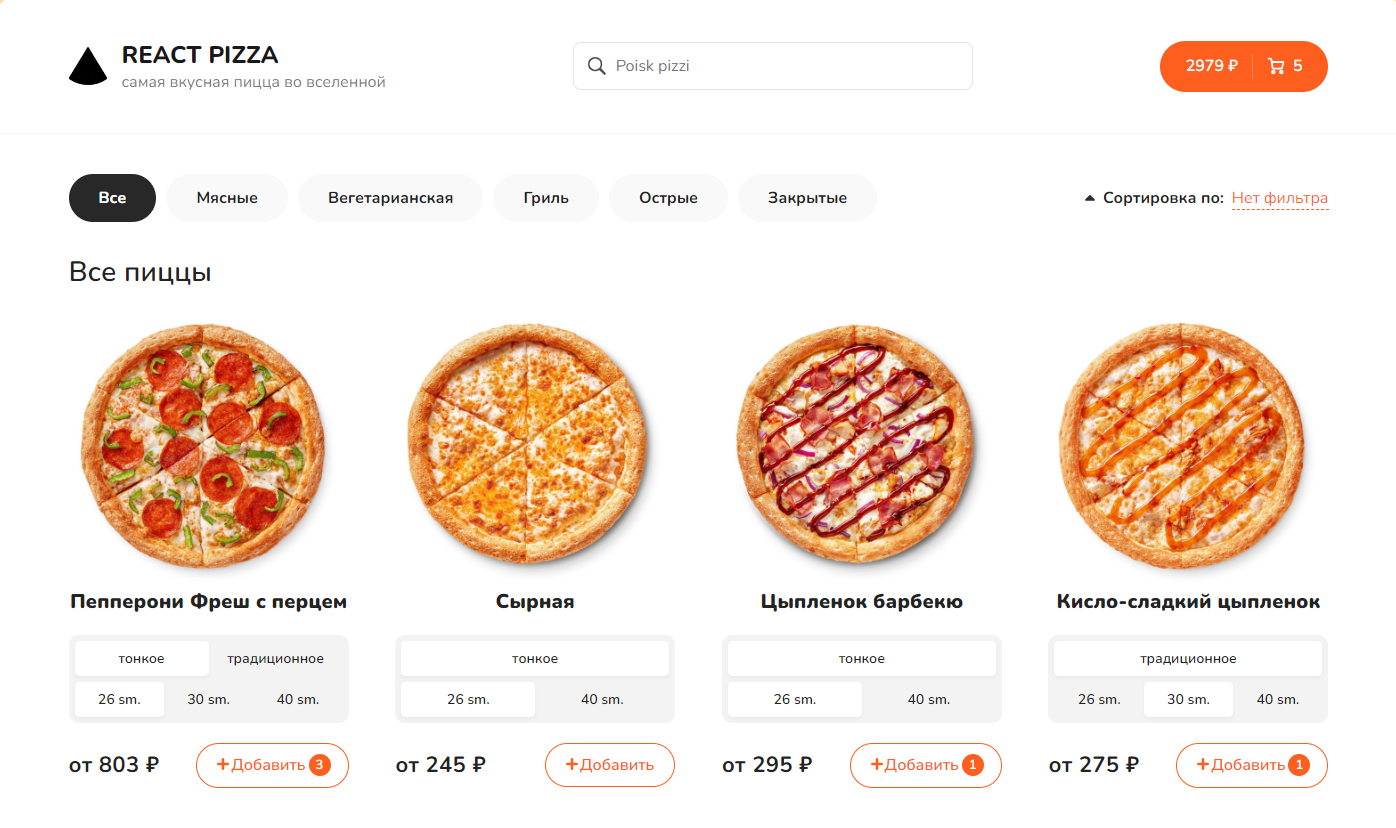 REACT PIZZA
самая вкусная пицца во вселенной
Poisk pizzi
2979 ₽ 5
Все Мясные Вегетарианская Гриль Острые Закрытые
Сортировка по: Нет фильтра
Все пиццы
Пепперони Фреш с перцем
тонкое традиционное
26 sm. 30 sm. 40 sm.
от 803 ₽ +Добавить 3
Сырная
тонкое
26 sm. 40 sm.
от 245 ₽ +Добавить
Цыпленок барбекю
тонкое
26 sm. 40 sm.
от 295 ₽ +Добавить 1
Кисло-сладкий цыпленок
традиционное
26 sm. 30 sm. 40 sm.
от 275 ₽ +Добавить 1